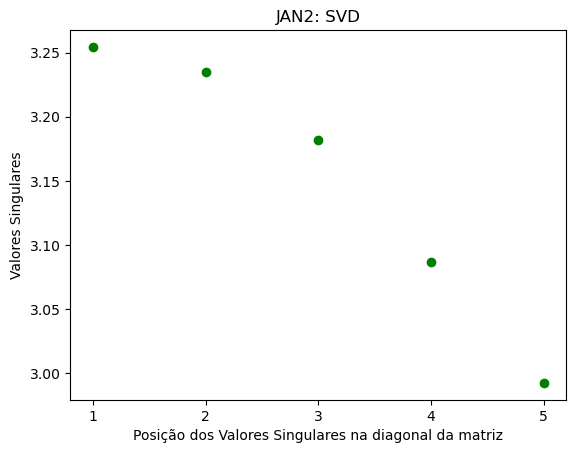 JAN2: SVD
3.25
3.20
3.15
3.10
3.05
3.00
Valores Singulares
1 2 3 4 5
Posição dos Valores Singulares na diagonal da matriz